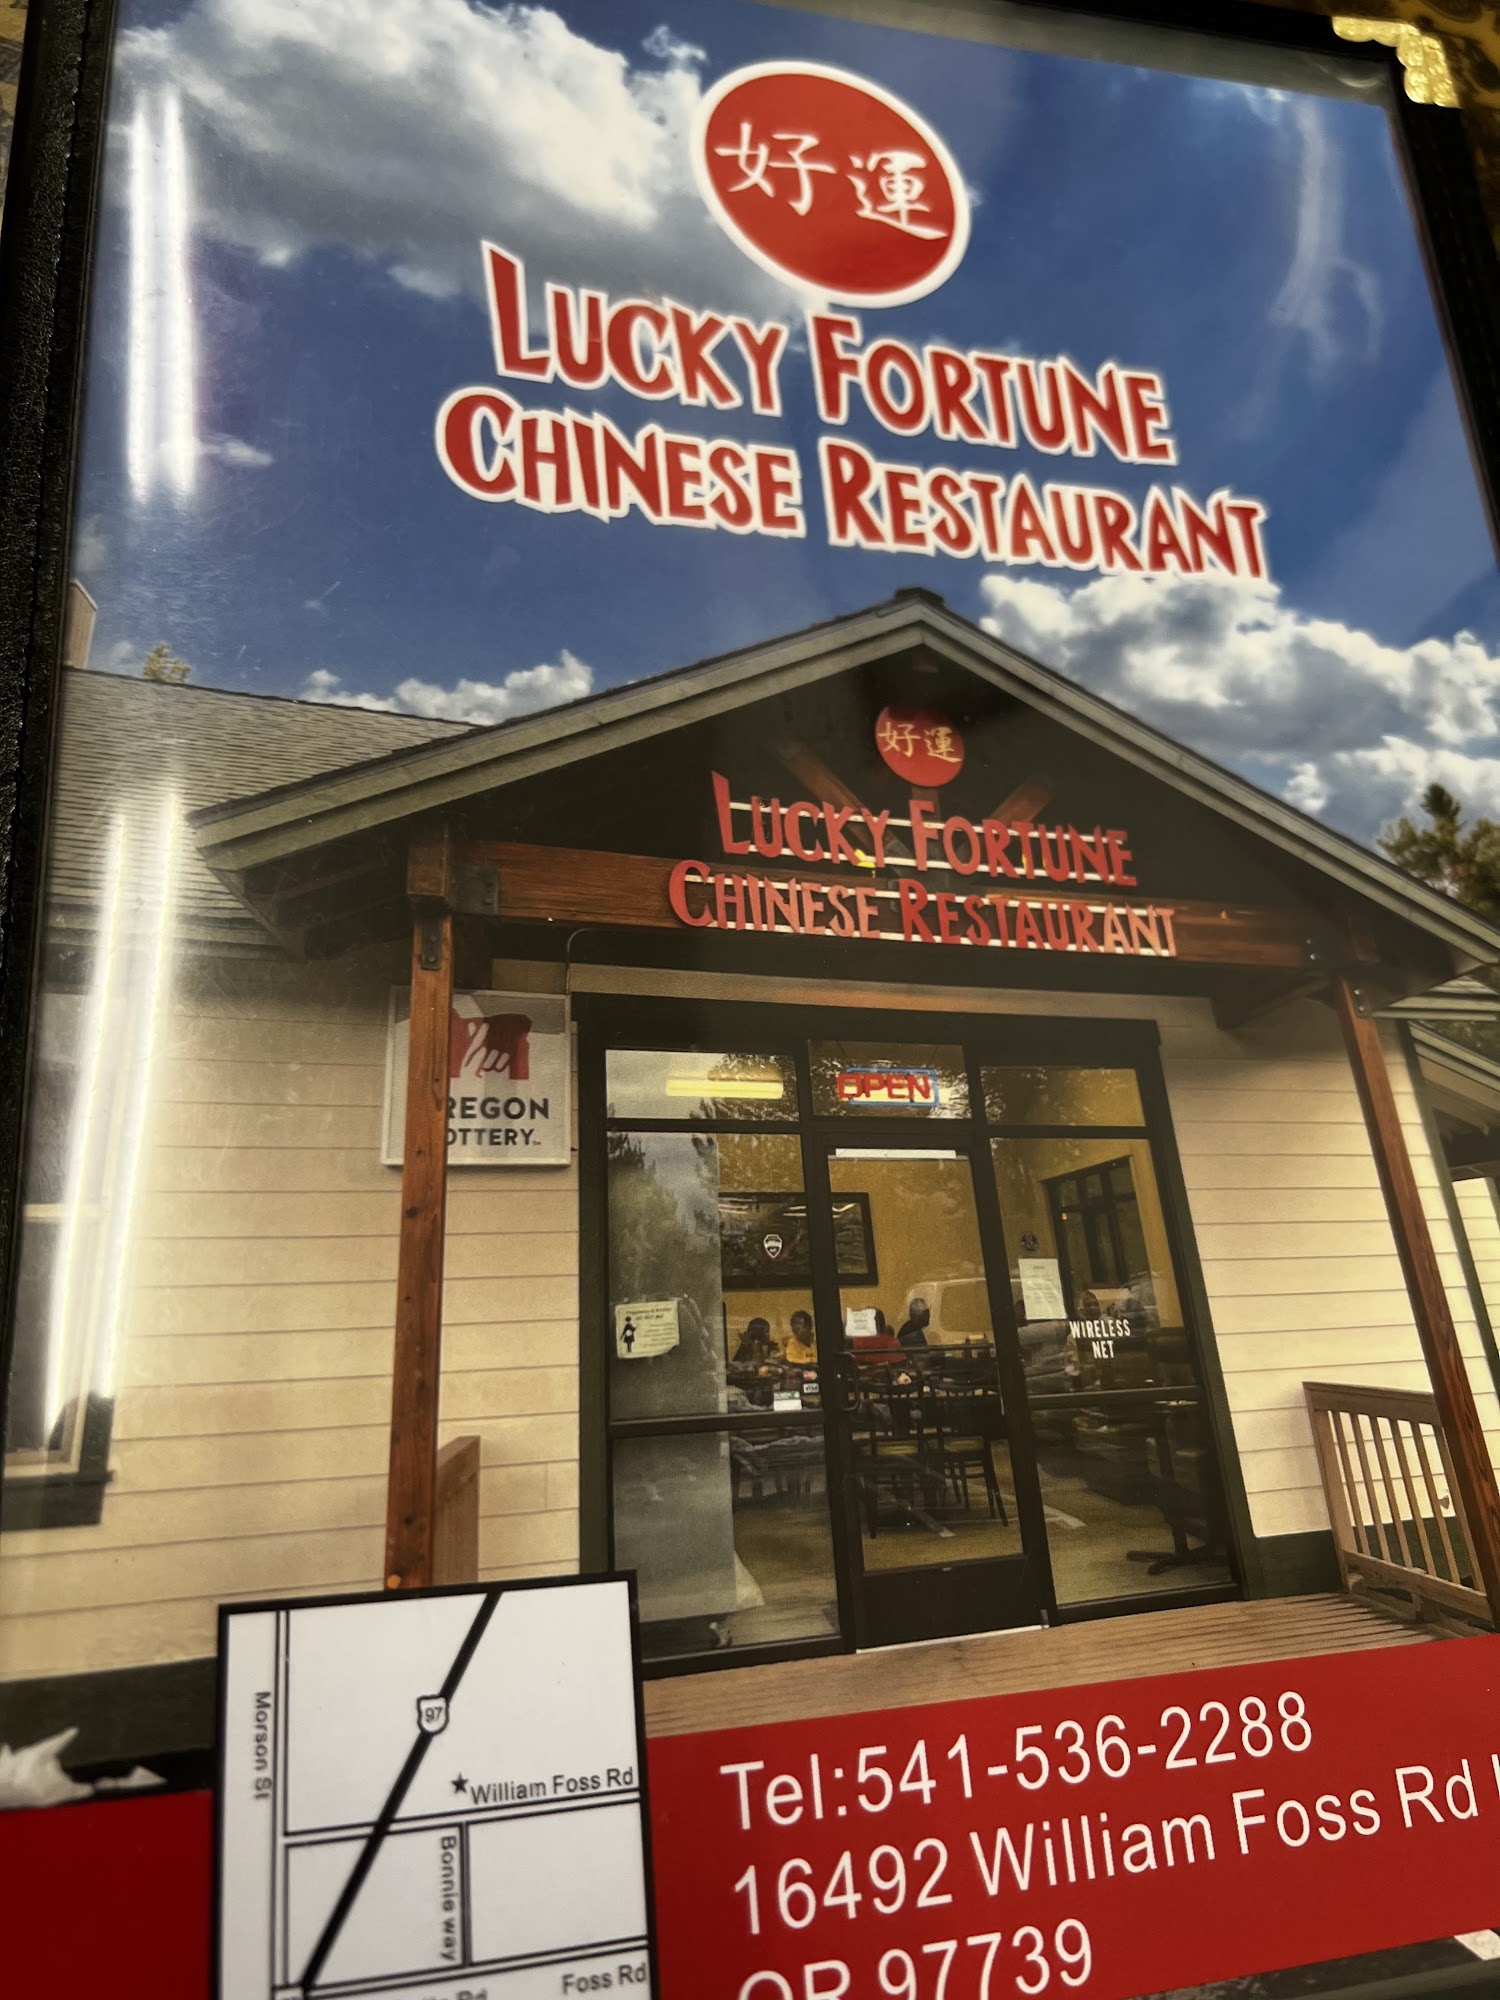 好運
LUCKY FORTUNE
CHINESE RESTAURANT
好運
LUCKY FORTUNE
CHINESE RESTAURANT
REGON
OTTERY
OPEN
WIRELESS
NET
97
Morson St
William Foss Rd
Bonnie way
Foss Rd
Rd
Tel:541-536-2288
16492 William Foss Rd
OR 97739